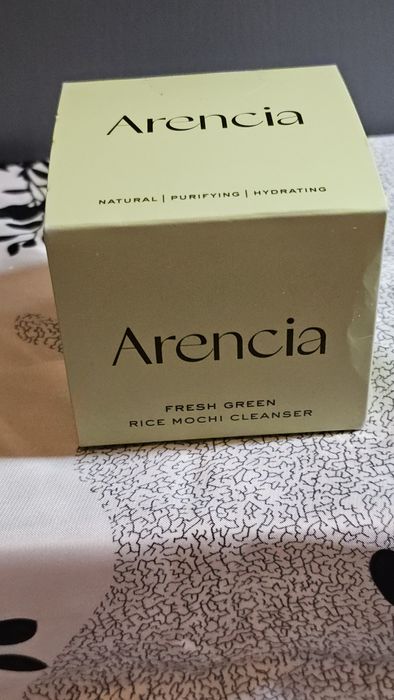 Arencia
NATURAL | PURIFYING | HYDRATING
Arencia
FRESH GREEN
RICE MOCHI CLEANSER